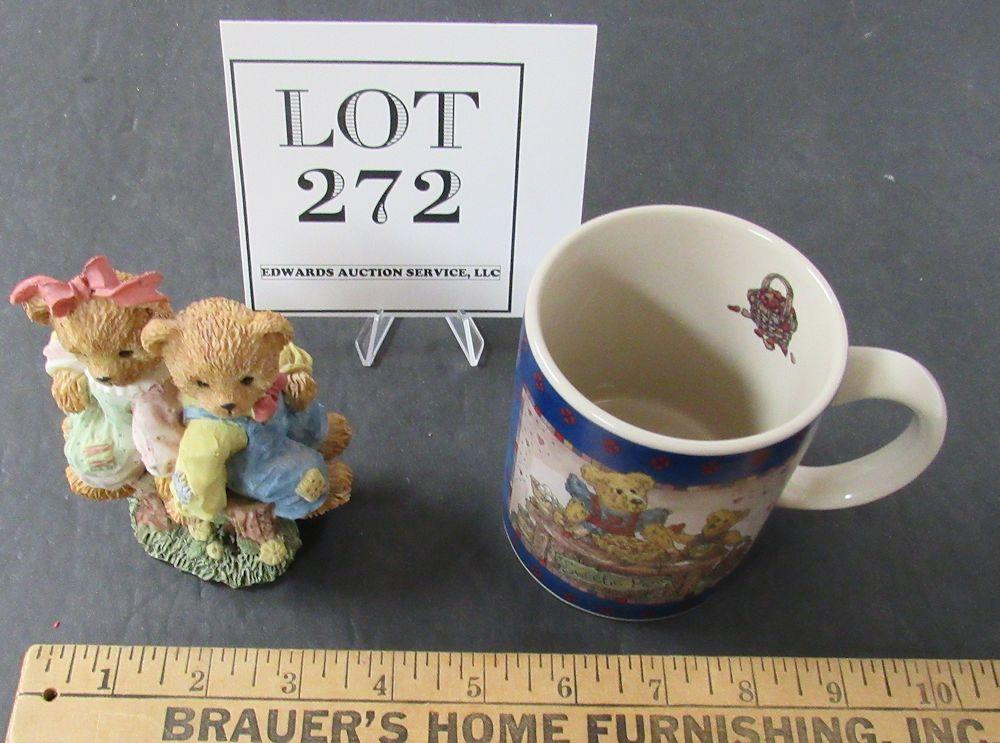 LOT
272
EDWARDS AUCTION SERVICE, LLC
1 2 3 4 5 6 7 8 9 10
BRAUER'S HOME FURNISHING, INC.